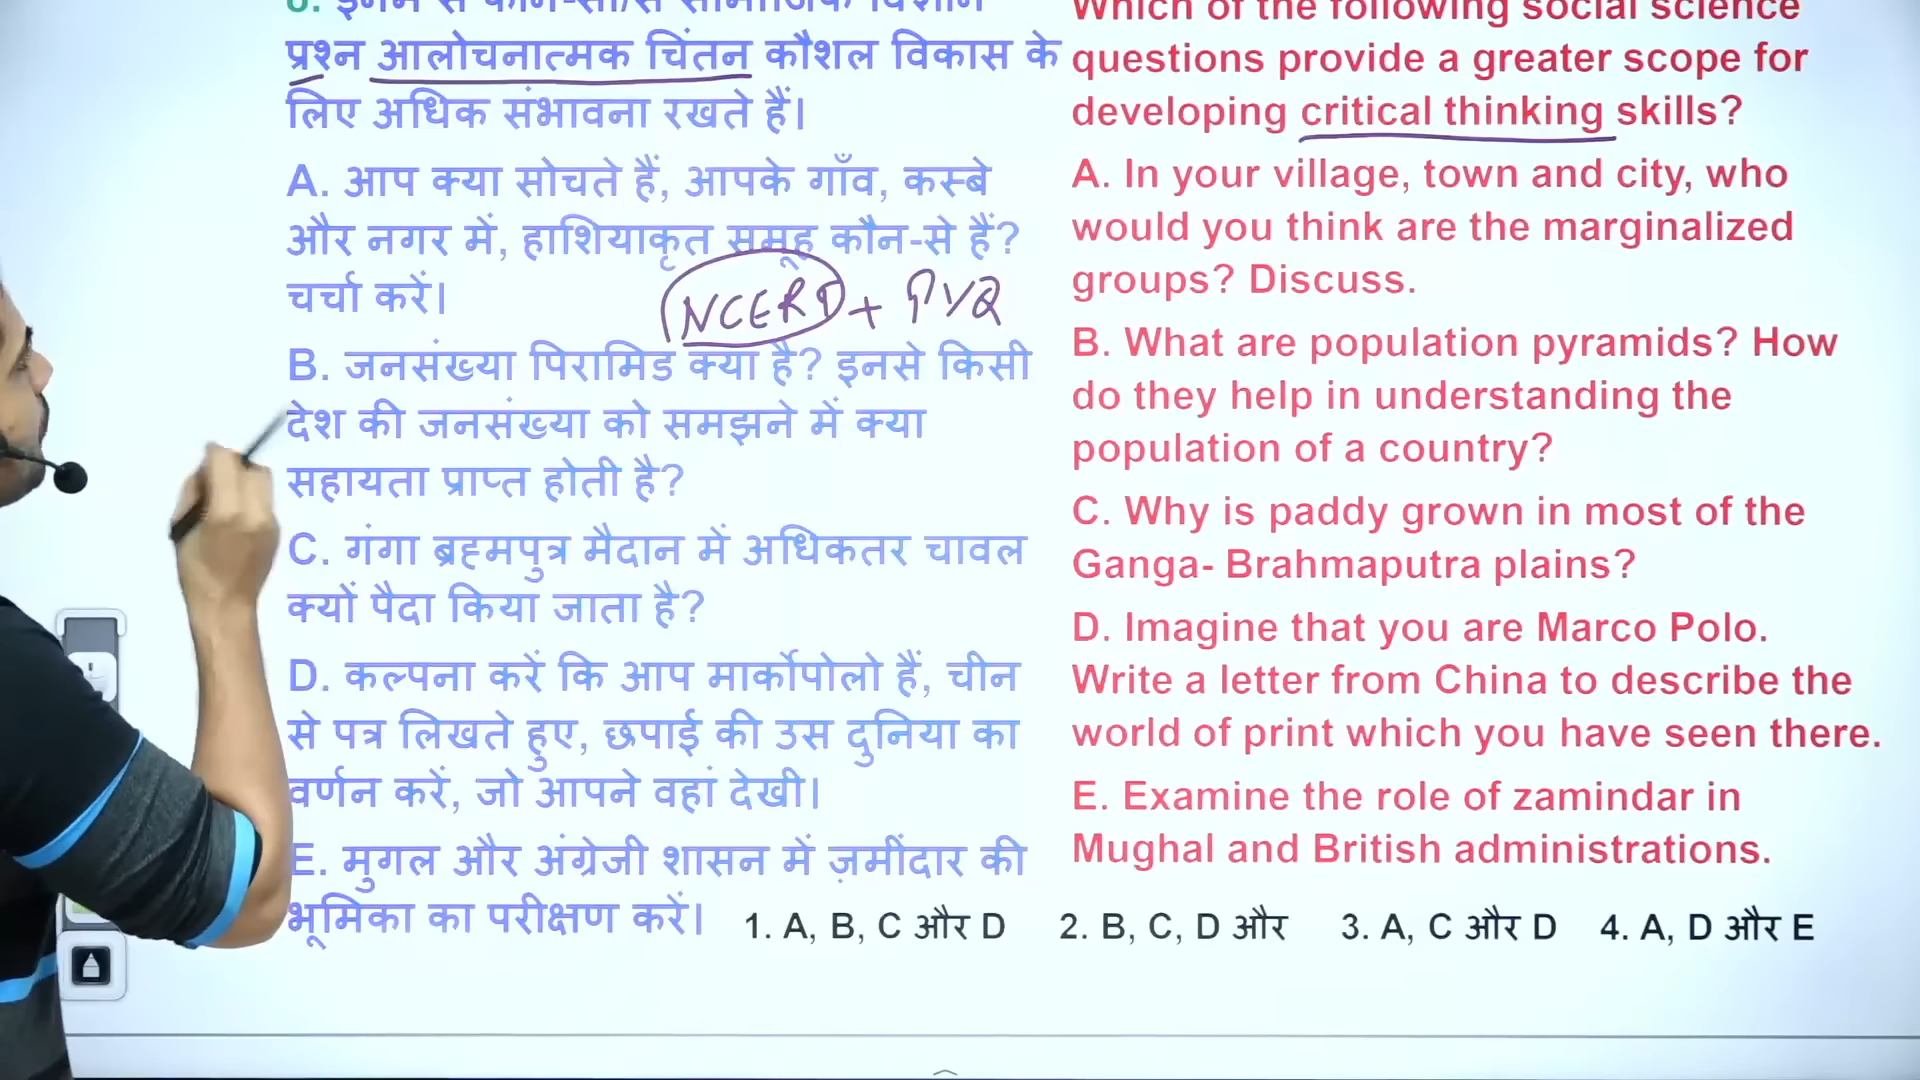 प्रश्न आलोचनात्मक चिंतन कौशल विकास के
लिए अधिक संभावना रखते हैं।
A. आप क्या सोचते हैं, आपके गाँव, कस्बे
और नगर में, हाशियाकृत समूह कौन-से हैं?
चर्चा करें।
NCERT + PYQ
B. जनसंख्या पिरामिड क्या है? इनसे किसी
देश की जनसंख्या को समझने में क्या
सहायता प्राप्त होती है?
C. गंगा ब्रह्मपुत्र मैदान में अधिकतर चावल
क्यों पैदा किया जाता है?
D. कल्पना करें कि आप मार्कोपोलो हैं, चीन
से पत्र लिखते हुए, छपाई की उस दुनिया का
वर्णन करें, जो आपने वहां देखी।
E. मुगल और अंग्रेजी शासन में ज़मींदार की
भूमिका का परीक्षण करें।
Which of the following social science
questions provide a greater scope for
developing critical thinking skills?
A. In your village, town and city, who
would you think are the marginalized
groups? Discuss.
B. What are population pyramids? How
do they help in understanding the
population of a country?
C. Why is paddy grown in most of the
Ganga- Brahmaputra plains?
D. Imagine that you are Marco Polo.
Write a letter from China to describe the
world of print which you have seen there.
E. Examine the role of zamindar in
Mughal and British administrations.
1. A, B, C और D 2. B, C, D और 3. A, C और D 4. A, D और E